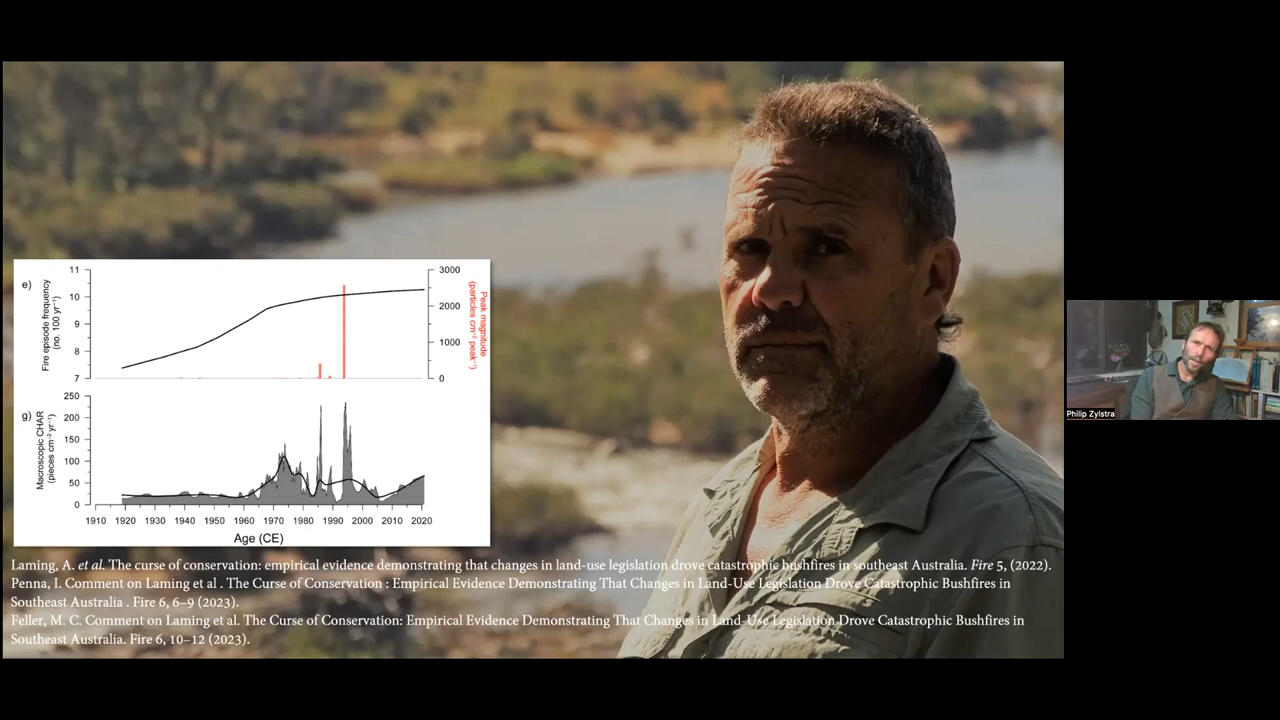 e)
Fire episode frequency
(no. 100 yr⁻¹)
11
10
9
8
7
3000
2000
1000
0
Peak magnitude
(particles cm⁻² peak⁻¹)
g)
Macroscopic CHAR
(pieces cm⁻² yr⁻¹)
250
200
150
100
50
0
1910 1920 1930 1940 1950 1960 1970 1980 1990 2000 2010 2020
Age (CE)
Laming, A. et al. The curse of conservation: empirical evidence demonstrating that changes in land-use legislation drove catastrophic bushfires in southeast Australia. Fire 5, (2022).
Penna, I. Comment on Laming et al . The Curse of Conservation : Empirical Evidence Demonstrating That Changes in Land-Use Legislation Drove Catastrophic Bushfires in
Southeast Australia . Fire 6, 6–9 (2023).
Feller, M. C. Comment on Laming et al. The Curse of Conservation: Empirical Evidence Demonstrating That Changes in Land-Use Legislation Drove Catastrophic Bushfires in
Southeast Australia. Fire 6, 10–12 (2023).
Philip Zylstra